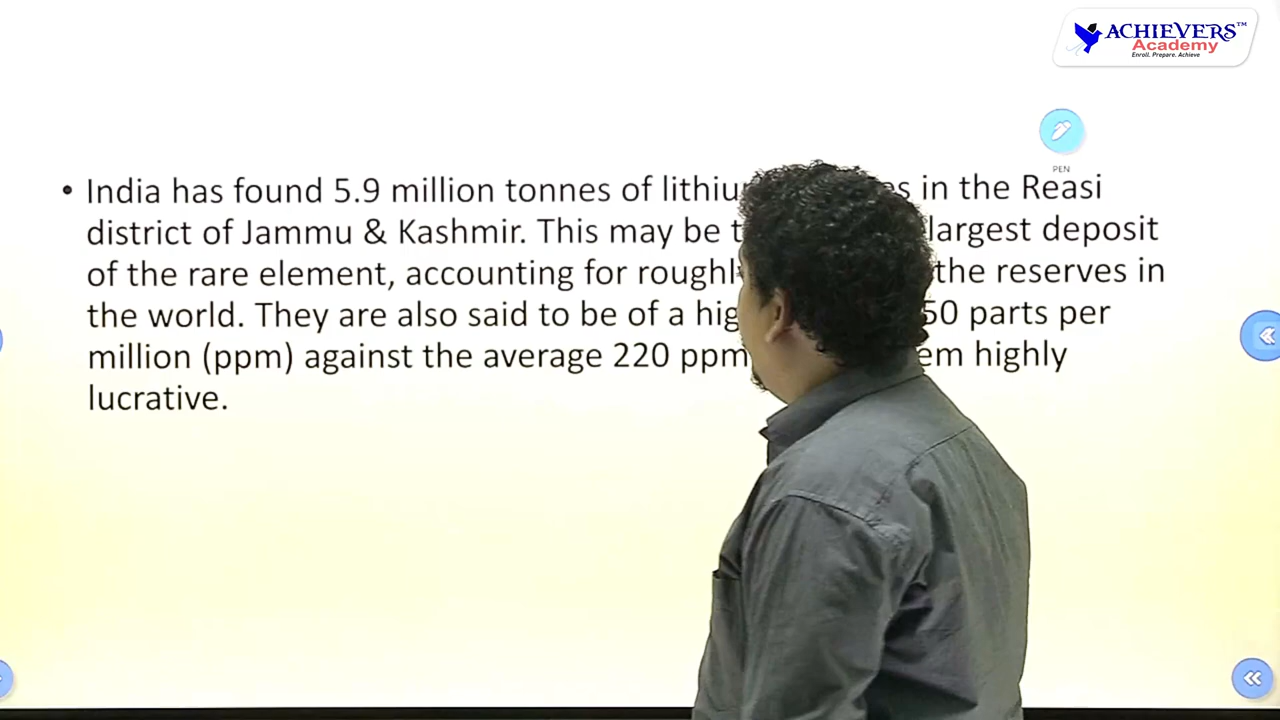 ACHIEVERS™
Academy
Enroll. Prepare. Achieve
PEN
• India has found 5.9 million tonnes of in the Reasi
district of Jammu & Kashmir. This may be largest deposit
of the rare element, accounting for the reserves in
the world. They are also said to be of a parts per
million (ppm) against the average 220 ppm highly
lucrative.